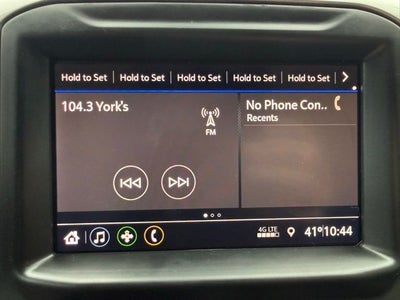 Hold to Set Hold to Set Hold to Set Hold to Set Hold to Set
104.3 York's
FM
No Phone Con..
Recents
4G LTE
41° 10:44